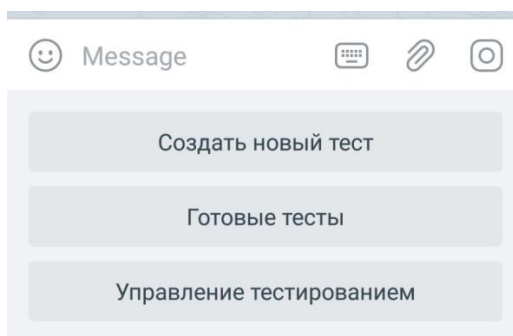 Message
Создать новый тест
Готовые тесты
Управление тестированием